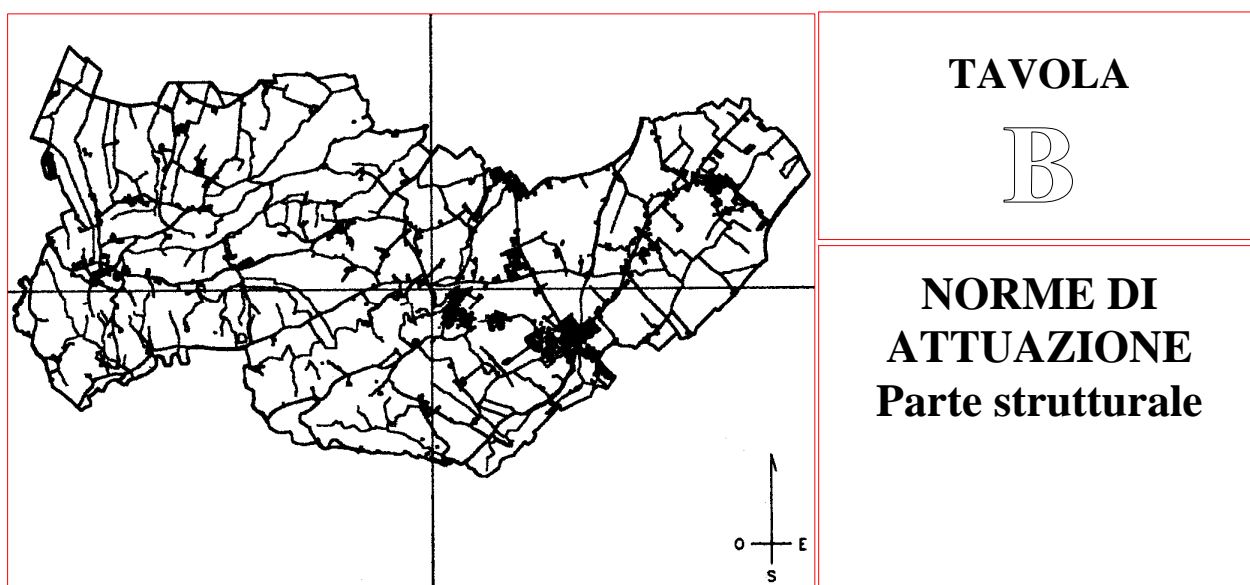 TAVOLA
B
NORME DI
ATTUAZIONE
Parte strutturale
O E
S